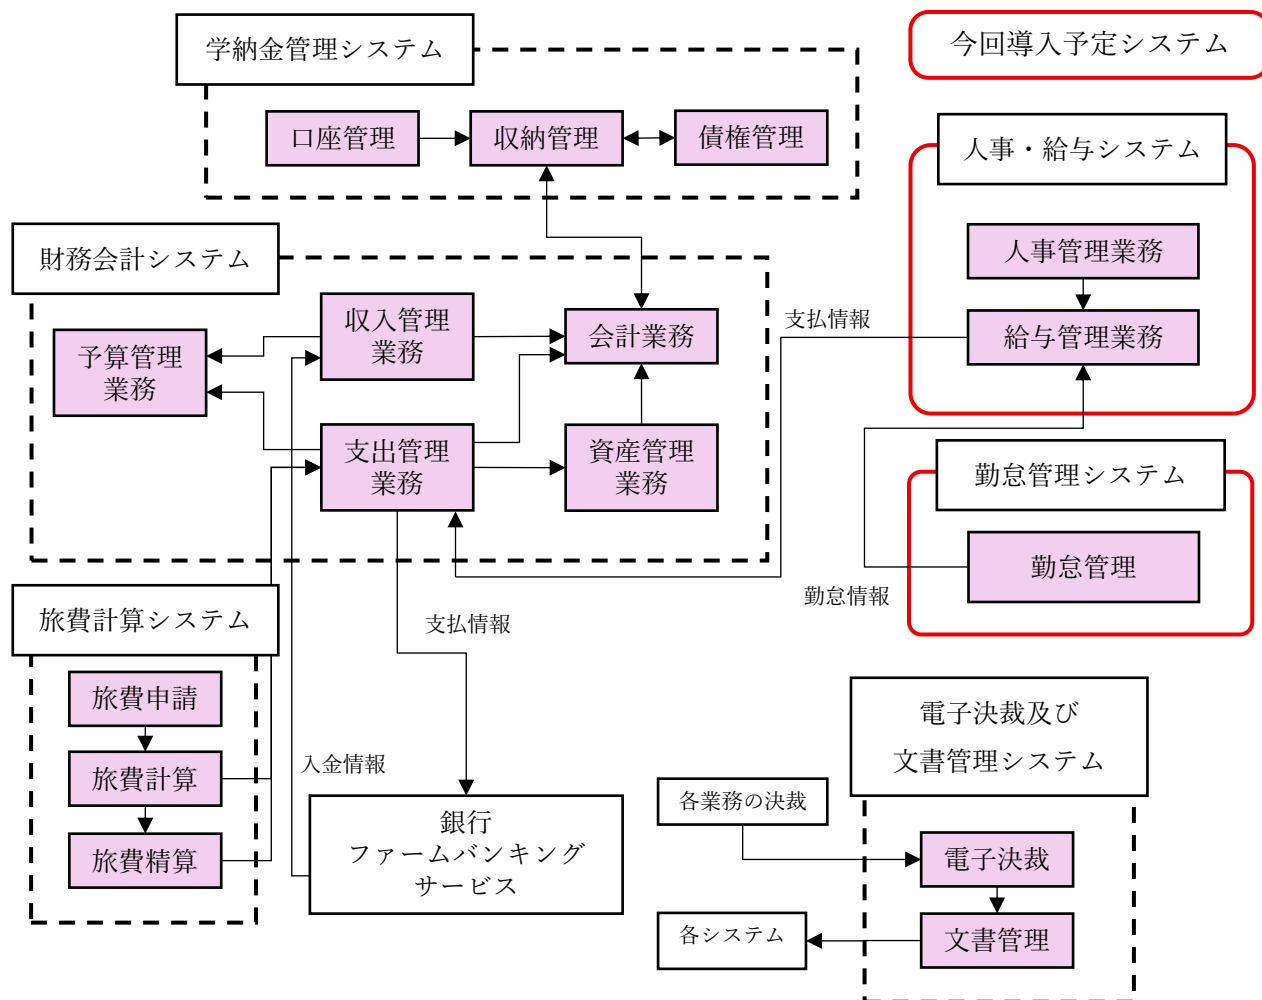 学納金管理システム
今回導入予定システム
口座管理
収納管理
債権管理
人事・給与システム
人事管理業務
給与管理業務
財務会計システム
収入管理
業務
会計業務
予算管理
業務
支出管理
業務
資産管理
業務
支払情報
勤怠管理システム
勤怠管理
勤怠情報
旅費計算システム
旅費申請
旅費計算
旅費精算
支払情報
入金情報
銀行
ファームバンキング
サービス
電子決裁及び
文書管理システム
各業務の決裁
電子決裁
文書管理
各システム